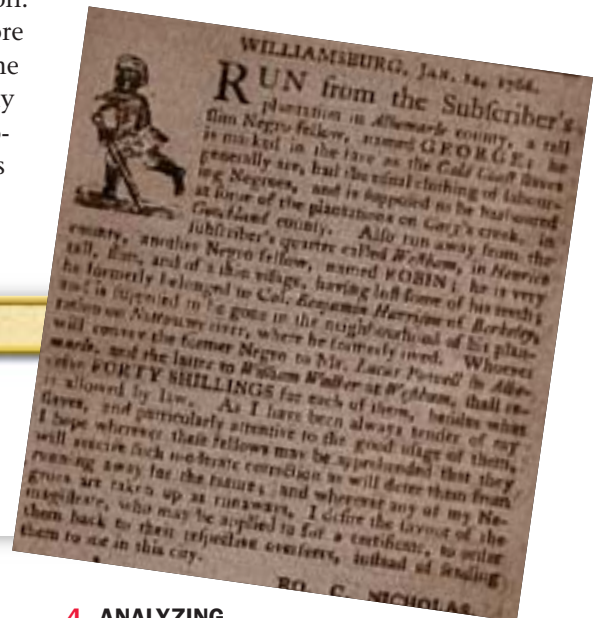 on.
ore
ne
y
s
WILLIAMSBURG, JAN. 14, 1766.
RUN from the Subſcriber's
plantation in Albemarle county, a tall
ſlim Negro fellow, named GEORGE; he
is marked in the face as the Gold Coaſt ſlaves
generally are, had the uſual clothing of labour-
ing Negroes, and is ſuppoſed to be harboured
at ſome of the plantations on creek, in
Goochland county. Alſo run away from the
ſubſcriber's quarter called Weſtham, in Henrico
county, another Negro fellow, named ROBIN; he is very
tall, ſlim, and of a thin viſage, having loſt ſome of his teeth;
he formerly belonged to Col. Benjamin Harriſon of Berkeley,
and is ſuppoſed to be gone in the neighbourhood of his plan-
tation on Nottoway river, where he formerly lived. Whoever
will convey the former Negro to Mr. Lucas Powell in Albe-
marle, and the latter to William Walker at Weſtham, ſhall re-
ceive FORTY SHILLINGS for each of them, beſides what
is allowed by law. As I have been always tender of my
ſlaves, and particularly attentive to the good uſage of them,
I hope wherever theſe fellows may be apprehended that they
will receive ſuch moderate correction as will deter them from
running away for the future; and wherever any of my Ne-
groes are taken up as runaways, I deſire the favour of the
magiſtrate, who may be applied to for a certificate, to order
them back to their reſpective overſeers, inſtead of ſending
them to me in this city.
RO. C. NICHOLAS
4 ANALYZING